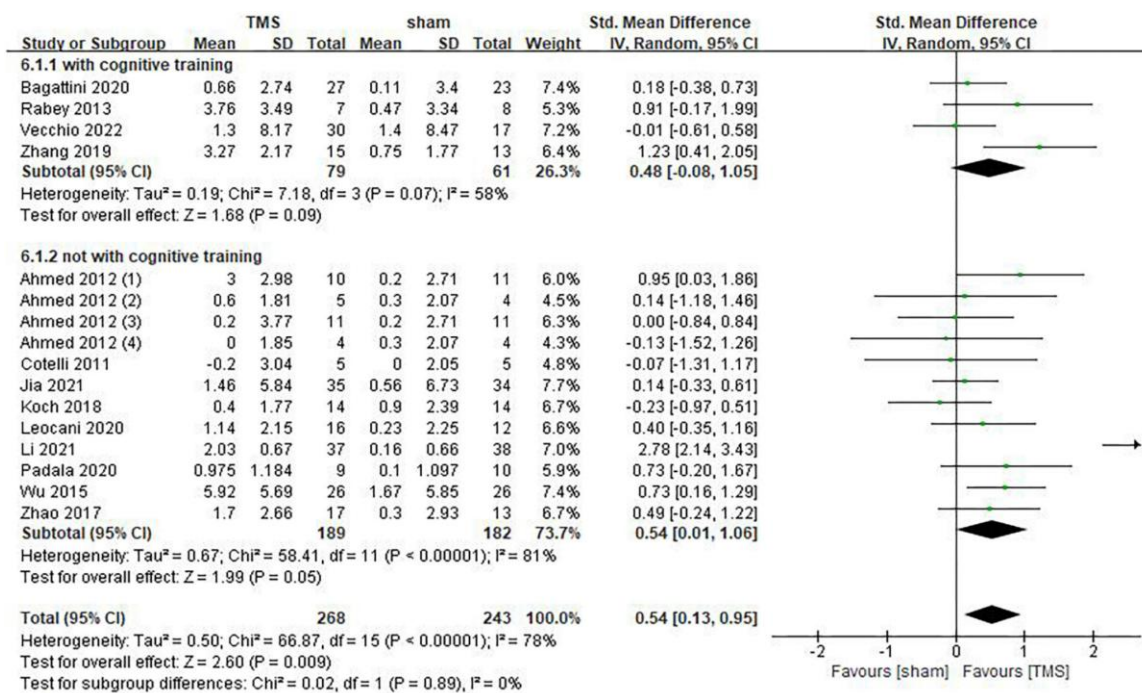 TMS sham Std. Mean Difference Std. Mean Difference
Study or Subgroup Mean SD Total Mean SD Total Weight IV, Random, 95% CI IV, Random, 95% CI
6.1.1 with cognitive training
Bagattini 2020 0.66 2.74 27 0.11 3.4 23 7.4% 0.18 [-0.38, 0.73]
Rabey 2013 3.76 3.49 7 0.47 3.34 8 5.3% 0.91 [-0.17, 1.99]
Vecchio 2022 1.3 8.17 30 1.4 8.47 17 7.2% -0.01 [-0.61, 0.58]
Zhang 2019 3.27 2.17 15 0.75 1.77 13 6.4% 1.23 [0.41, 2.05]
Subtotal (95% CI) 79 61 26.3% 0.48 [-0.08, 1.05]
Heterogeneity: Tau² = 0.19; Chi² = 7.18, df = 3 (P = 0.07); I² = 58%
Test for overall effect: Z = 1.68 (P = 0.09)
6.1.2 not with cognitive training
Ahmed 2012 (1) 3 2.98 10 0.2 2.71 11 6.0% 0.95 [0.03, 1.86]
Ahmed 2012 (2) 0.6 1.81 5 0.3 2.07 4 4.5% 0.14 [-1.18, 1.46]
Ahmed 2012 (3) 0.2 3.77 11 0.2 2.71 11 6.3% 0.00 [-0.84, 0.84]
Ahmed 2012 (4) 0 1.85 4 0.3 2.07 4 4.3% -0.13 [-1.52, 1.26]
Cotelli 2011 -0.2 3.04 5 0 2.05 5 4.8% -0.07 [-1.31, 1.17]
Jia 2021 1.46 5.84 35 0.56 6.73 34 7.7% 0.14 [-0.33, 0.61]
Koch 2018 0.4 1.77 14 0.9 2.39 14 6.7% -0.23 [-0.97, 0.51]
Leocani 2020 1.14 2.15 16 0.23 2.25 12 6.6% 0.40 [-0.35, 1.16]
Li 2021 2.03 0.67 37 0.16 0.66 38 7.0% 2.78 [2.14, 3.43]
Padala 2020 0.975 1.184 9 0.1 1.097 10 5.9% 0.73 [-0.20, 1.67]
Wu 2015 5.92 5.69 26 1.67 5.85 26 7.4% 0.73 [0.16, 1.29]
Zhao 2017 1.7 2.66 17 0.3 2.93 13 6.7% 0.49 [-0.24, 1.22]
Subtotal (95% CI) 189 182 73.7% 0.54 [0.01, 1.06]
Heterogeneity: Tau² = 0.67; Chi² = 58.41, df = 11 (P < 0.00001); I² = 81%
Test for overall effect: Z = 1.99 (P = 0.05)
Total (95% CI) 268 243 100.0% 0.54 [0.13, 0.95]
Heterogeneity: Tau² = 0.50; Chi² = 66.87, df = 15 (P < 0.00001); I² = 78%
Test for overall effect: Z = 2.60 (P = 0.009)
Test for subgroup differences: Chi² = 0.02, df = 1 (P = 0.89), I² = 0%
-2 -1 0 1 2
Favours [sham] Favours [TMS]